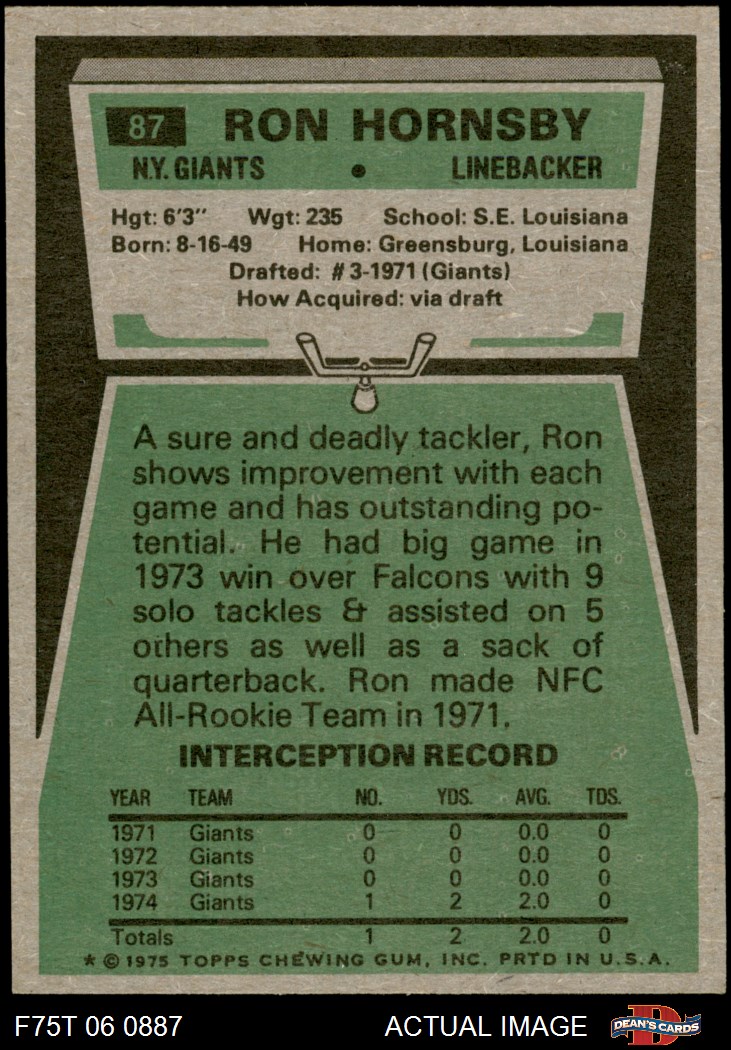 87 RON HORNSBY
N.Y. GIANTS • LINEBACKER
Hgt: 6'3" Wgt: 235 School: S.E. Louisiana
Born: 8-16-49 Home: Greensburg, Louisiana
Drafted: #3-1971 (Giants)
How Acquired: via draft
A sure and deadly tackler, Ron
shows improvement with each
game and has outstanding po-
tential. He had big game in
1973 win over Falcons with 9
solo tackles & assisted on 5
others as well as a sack of
quarterback. Ron made NFC
All-Rookie Team in 1971.
INTERCEPTION RECORD
YEAR TEAM NO. YDS. AVG. TDS.
1971 Giants 0 0 0.0 0
1972 Giants 0 0 0.0 0
1973 Giants 0 0 0.0 0
1974 Giants 1 2 2.0 0
Totals 1 2 2.0 0
* © 1975 TOPPS CHEWING GUM, INC. PRTD IN U.S.A.
F75T 06 0887 ACTUAL IMAGE D DEAN'S CARDS